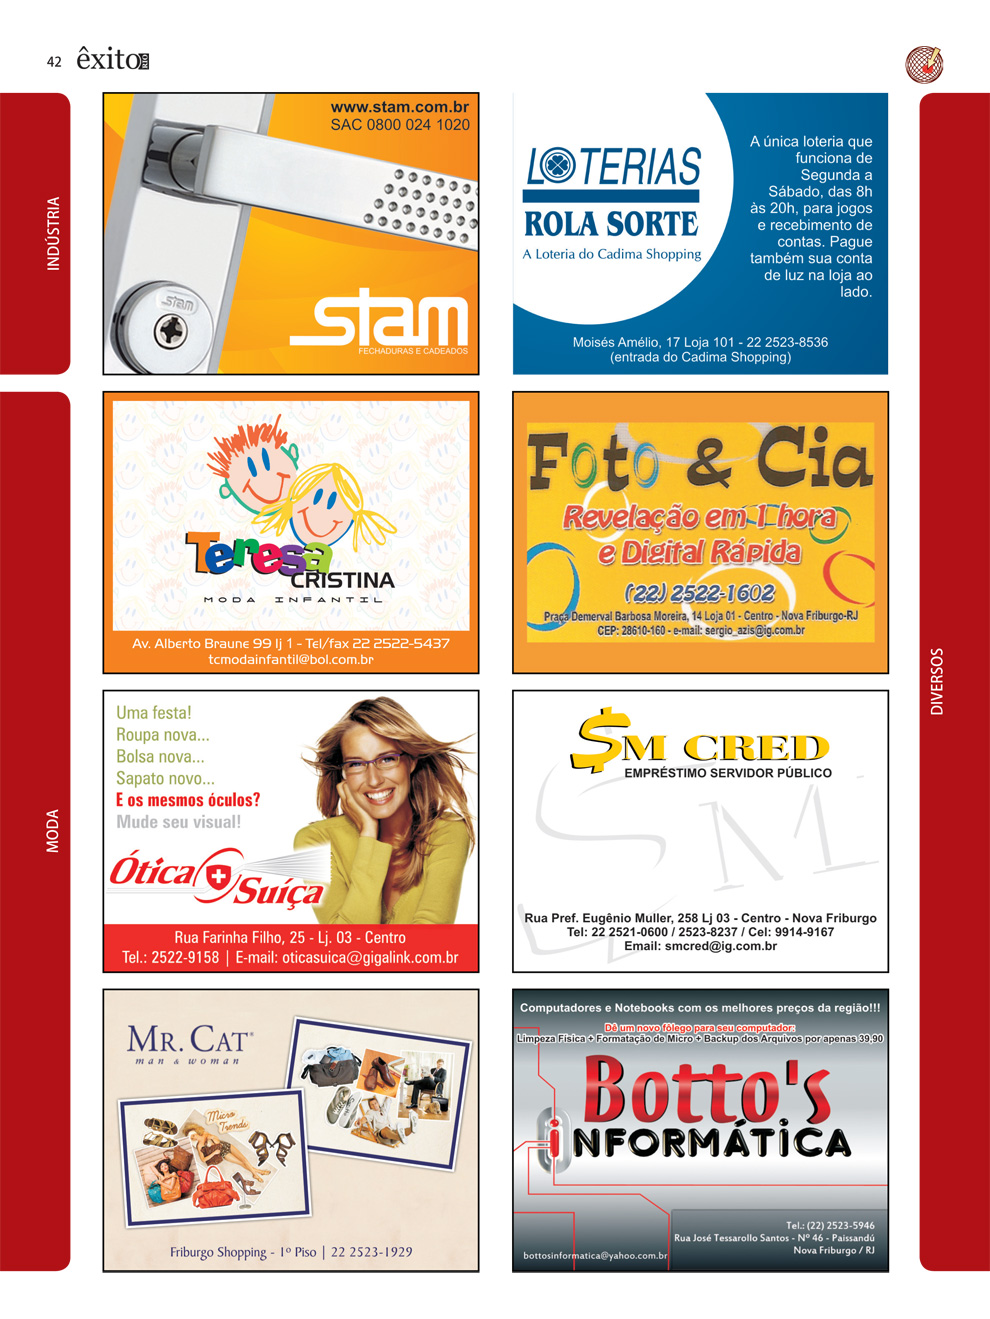 42 êxito
INDÚSTRIA
MODA
DIVERSOS
www.stam.com.br
SAC 0800 024 1020
stam
stam
FECHADURAS E CADEADOS
LOTERIAS
ROLA SORTE
A Loteria do Cadima Shopping
A única loteria que
funciona de
Segunda a
Sábado, das 8h
às 20h, para jogos
e recebimento de
contas. Pague
também sua conta
de luz na loja ao
lado.
Moisés Amélio, 17 Loja 101 - 22 2523-8536
(entrada do Cadima Shopping)
Teresa
CRISTINA
MODA INFANTIL
Av. Alberto Braune 99 lj 1 - Tel/fax 22 2522-5437
tcmodainfantil@bol.com.br
Foto & Cia
Revelação em 1 hora
e Digital Rápida
(22) 2522-1602
Praça Demerval Barbosa Moreira, 14 Loja 01 - Centro - Nova Friburgo-RJ
CEP: 28610-160 - e-mail: sergio_azis@ig.com.br
Uma festa!
Roupa nova...
Bolsa nova...
Sapato novo...
E os mesmos óculos?
Mude seu visual!
Ótica Suíça
Rua Farinha Filho, 25 - Lj. 03 - Centro
Tel.: 2522-9158 | E-mail: oticasuica@gigalink.com.br
$M CRED
EMPRÉSTIMO SERVIDOR PÚBLICO
SM
Rua Pref. Eugênio Muller, 258 Lj 03 - Centro - Nova Friburgo
Tel: 22 2521-0600 / 2523-8237 / Cel: 9914-9167
Email: smcred@ig.com.br
MR. CAT®
man & woman
Micro
Trends
Friburgo Shopping - 1º Piso | 22 2523-1929
Computadores e Notebooks com os melhores preços da região!!!
Dê um novo fôlego para seu computador:
Limpeza Física + Formatação de Micro + Backup dos Arquivos por apenas 39,90
Botto's
iNFORMÁTICA
Tel.: (22) 2523-5946
Rua José Tessarollo Santos - Nº 46 - Paissandú
Nova Friburgo / RJ
bottosinformatica@yahoo.com.br